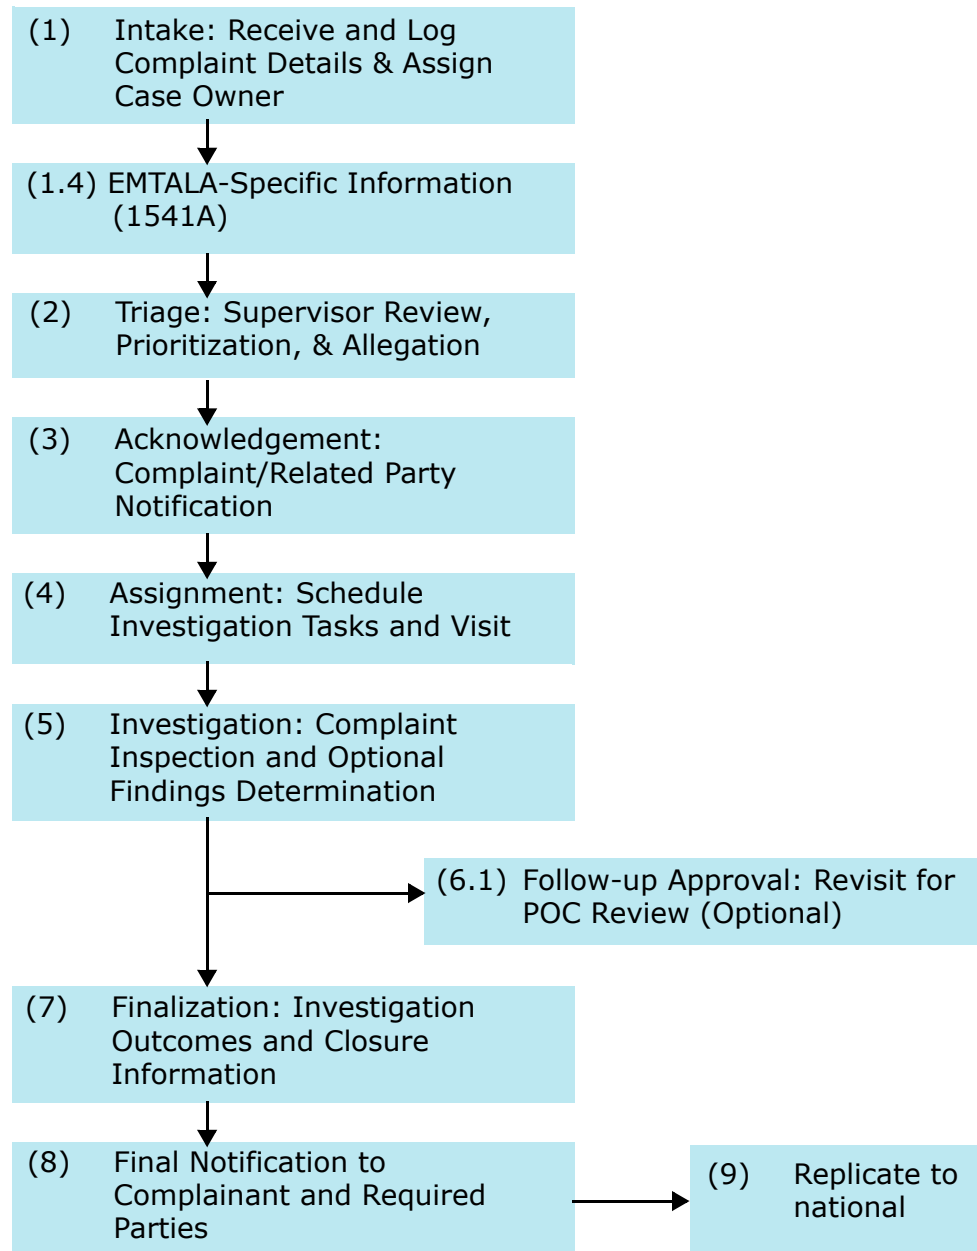 (1) Intake: Receive and Log
Complaint Details & Assign
Case Owner
(1.4) EMTALA-Specific Information
(1541A)
(2) Triage: Supervisor Review,
Prioritization, & Allegation
(3) Acknowledgement:
Complaint/Related Party
Notification
(4) Assignment: Schedule
Investigation Tasks and Visit
(5) Investigation: Complaint
Inspection and Optional
Findings Determination
(6.1) Follow-up Approval: Revisit for
POC Review (Optional)
(7) Finalization: Investigation
Outcomes and Closure
Information
(8) Final Notification to
Complainant and Required
Parties
(9) Replicate to
national